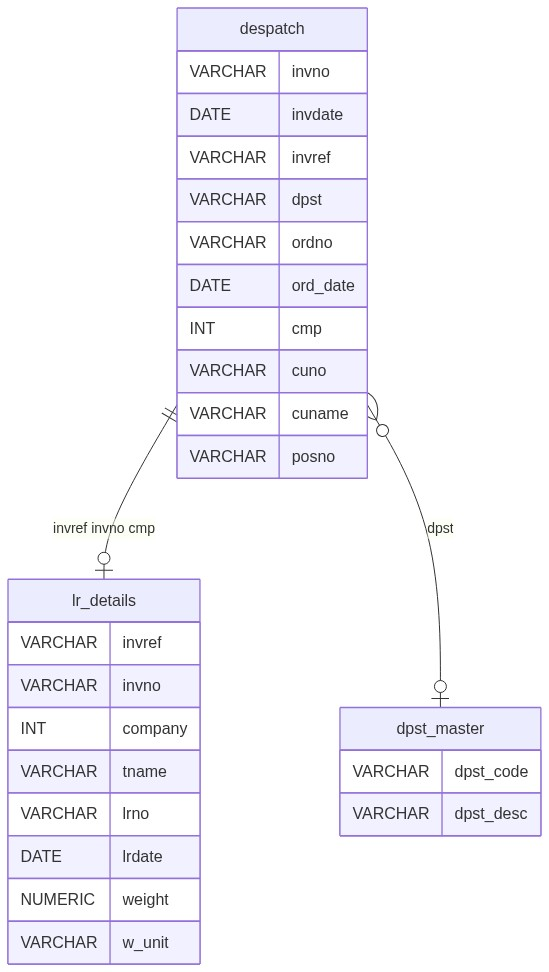 despatch
VARCHAR invno
DATE invdate
VARCHAR invref
VARCHAR dpst
VARCHAR ordno
DATE ord_date
INT cmp
VARCHAR cuno
VARCHAR cuname
VARCHAR posno
invref invno cmp
dpst
lr_details
VARCHAR invref
VARCHAR invno
INT company
VARCHAR tname
VARCHAR lrno
DATE lrdate
NUMERIC weight
VARCHAR w_unit
dpst_master
VARCHAR dpst_code
VARCHAR dpst_desc